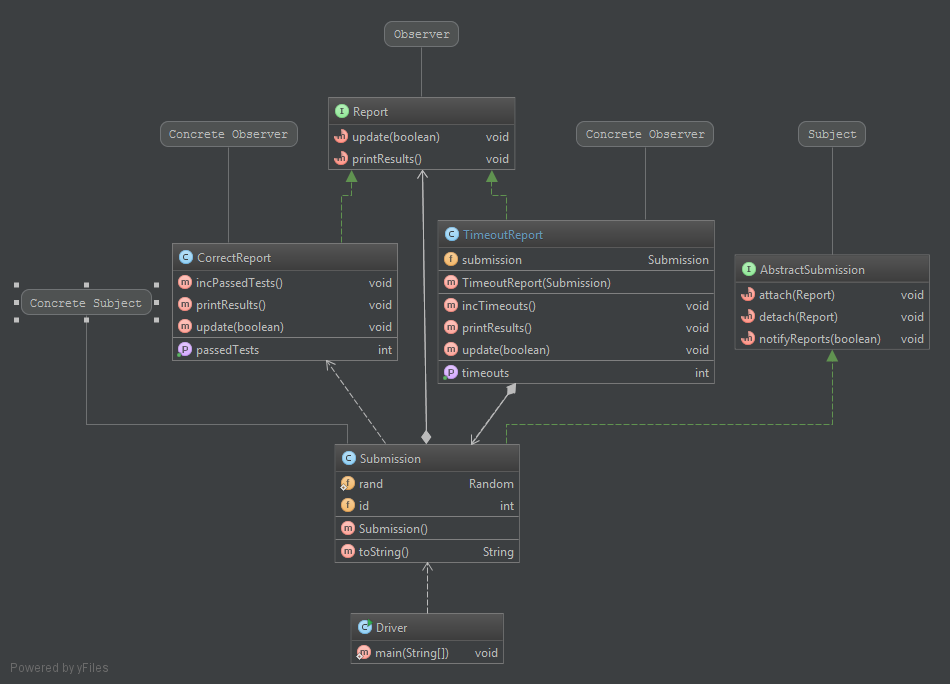 Observer
Report
update(boolean) void
printResults() void
Concrete Observer
Concrete Observer
Subject
CorrectReport
incPassedTests() void
printResults() void
update(boolean) void
passedTests int
TimeoutReport
submission Submission
TimeoutReport(Submission)
incTimeouts() void
printResults() void
update(boolean) void
timeouts int
AbstractSubmission
attach(Report) void
detach(Report) void
notifyReports(boolean) void
Concrete Subject
Submission
rand Random
id int
Submission()
toString() String
Driver
main(String[]) void
Powered by yFiles